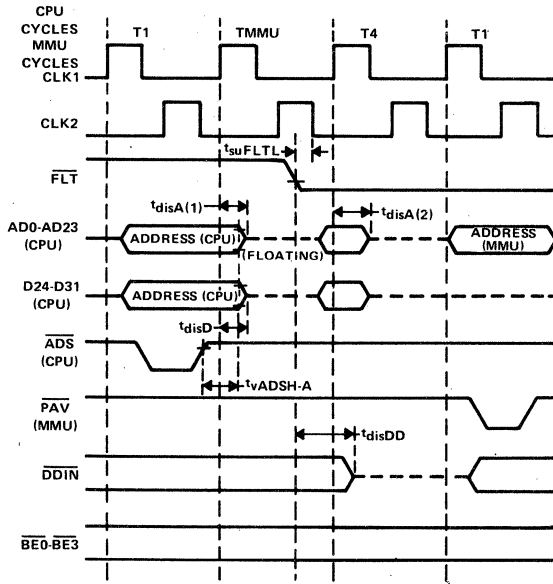 CPU
CYCLES T1 TMMU T4 T1
MMU
CYCLES
CLK1
CLK2
tsuFLTL
FLT
tdisA(1) tdisA(2)
AD0-AD23
(CPU)
ADDRESS (CPU)
(FLOATING)
ADDRESS
(MMU)
D24-D31
(CPU)
ADDRESS (CPU)
tdisD
ADS
(CPU)
tvADSH-A
PAV
(MMU)
tdisDD
DDIN
BE0-BE3